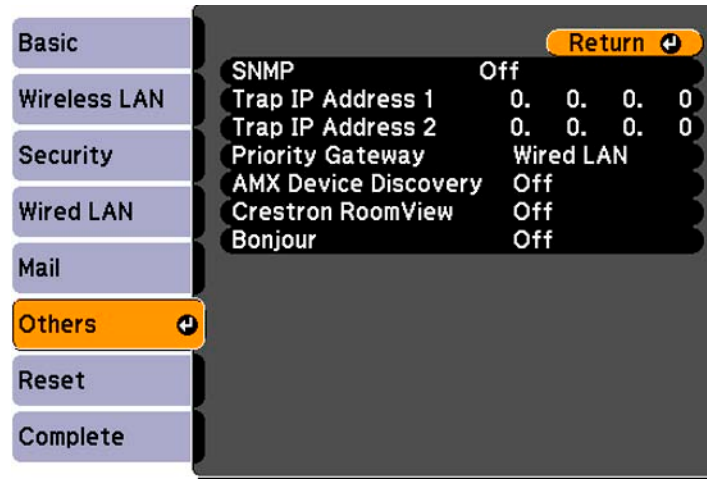 Basic
Wireless LAN
Security
Wired LAN
Mail
Others
Reset
Complete
Return
SNMP Off
Trap IP Address 1 0. 0. 0. 0
Trap IP Address 2 0. 0. 0. 0
Priority Gateway Wired LAN
AMX Device Discovery Off
Crestron RoomView Off
Bonjour Off